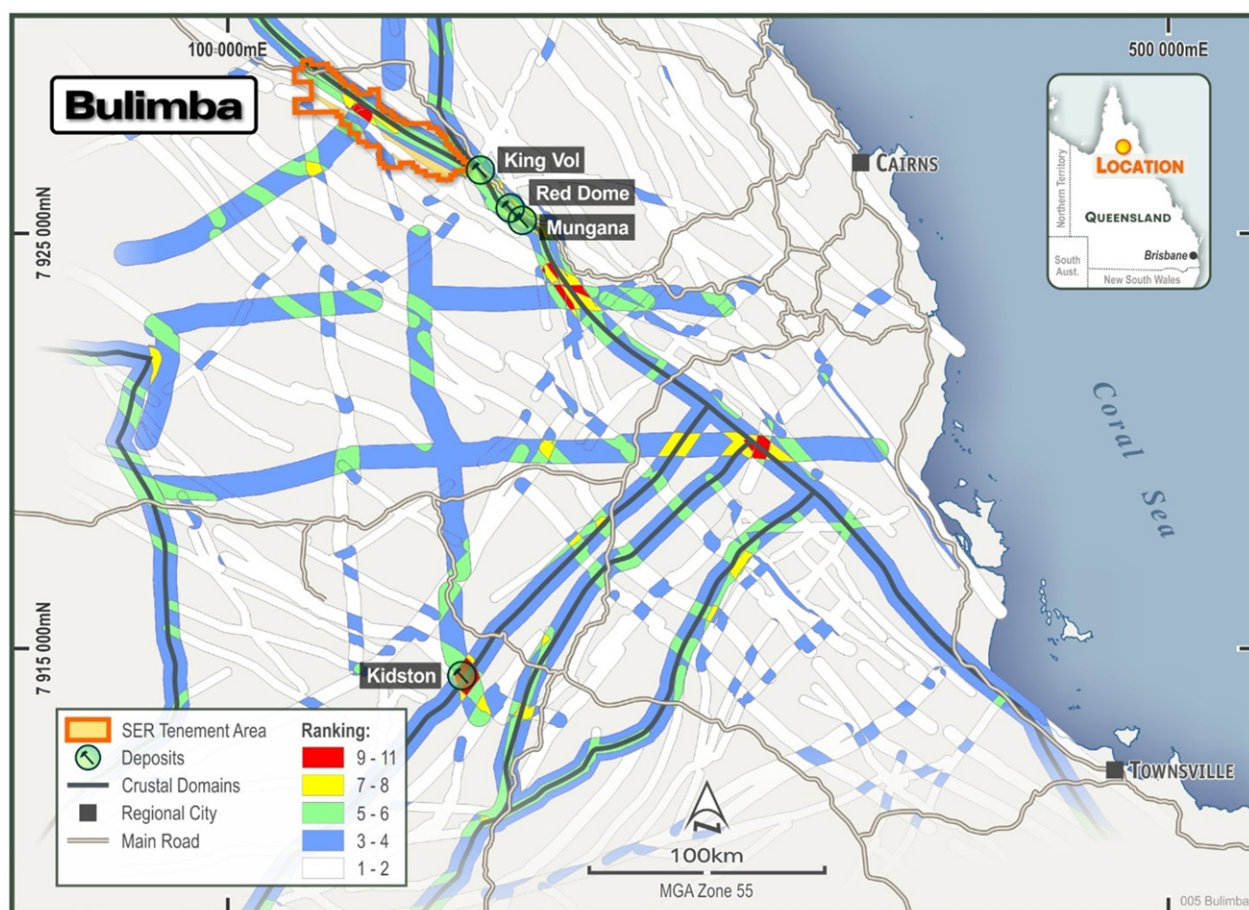 100 000mE
500 000mE
Bulimba
King Vol
Red Dome
Mungana
CAIRNS
7 925 000mN
LOCATION
Northern Territory
QUEENSLAND
South
Aust.
Brisbane
New South Wales
Coral Sea
7 915 000mN
Kidston
TOWNSVILLE
SER Tenement Area
Deposits
Crustal Domains
Regional City
Main Road
Ranking:
9 - 11
7 - 8
5 - 6
3 - 4
1 - 2
N
100km
MGA Zone 55
005 Bulimba